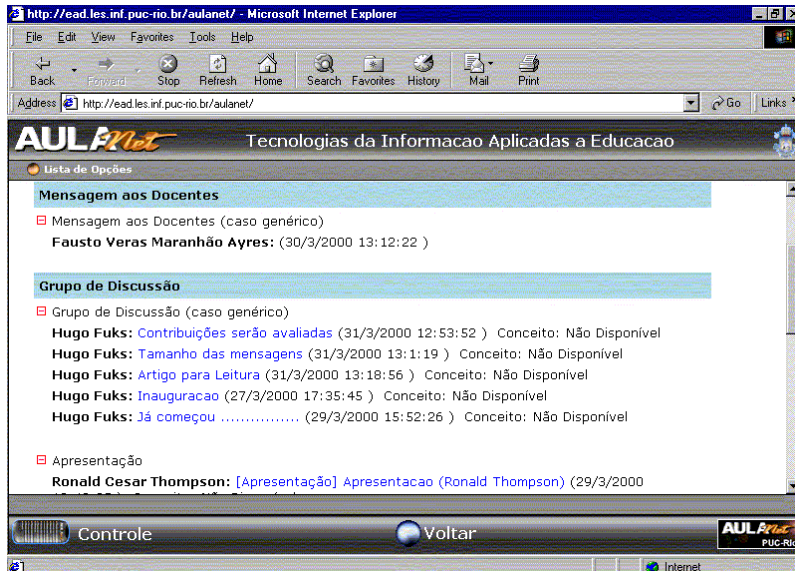 http://ead.les.inf.puc-rio.br/aulanet/ - Microsoft Internet Explorer
File Edit View Favorites Tools Help
Back Forward Stop Refresh Home Search Favorites History Mail Print
Address http://ead.les.inf.puc-rio.br/aulanet/ Go Links
AULANet Tecnologias da Informacao Aplicadas a Educacao
Lista de Opções
Mensagem aos Docentes
Mensagem aos Docentes (caso genérico)
Fausto Veras Maranhão Ayres: (30/3/2000 13:12:22 )
Grupo de Discussão
Grupo de Discussão (caso genérico)
Hugo Fuks: Contribuições serão avaliadas (31/3/2000 12:53:52 ) Conceito: Não Disponível
Hugo Fuks: Tamanho das mensagens (31/3/2000 13:1:19 ) Conceito: Não Disponível
Hugo Fuks: Artigo para Leitura (31/3/2000 13:18:56 ) Conceito: Não Disponível
Hugo Fuks: Inauguracao (27/3/2000 17:35:45 ) Conceito: Não Disponível
Hugo Fuks: Já começou ................ (29/3/2000 15:52:26 ) Conceito: Não Disponível
Apresentação
Ronald Cesar Thompson: [Apresentação] Apresentacao (Ronald Thompson) (29/3/2000
Controle Voltar AULANet
PUC-Rio
Internet